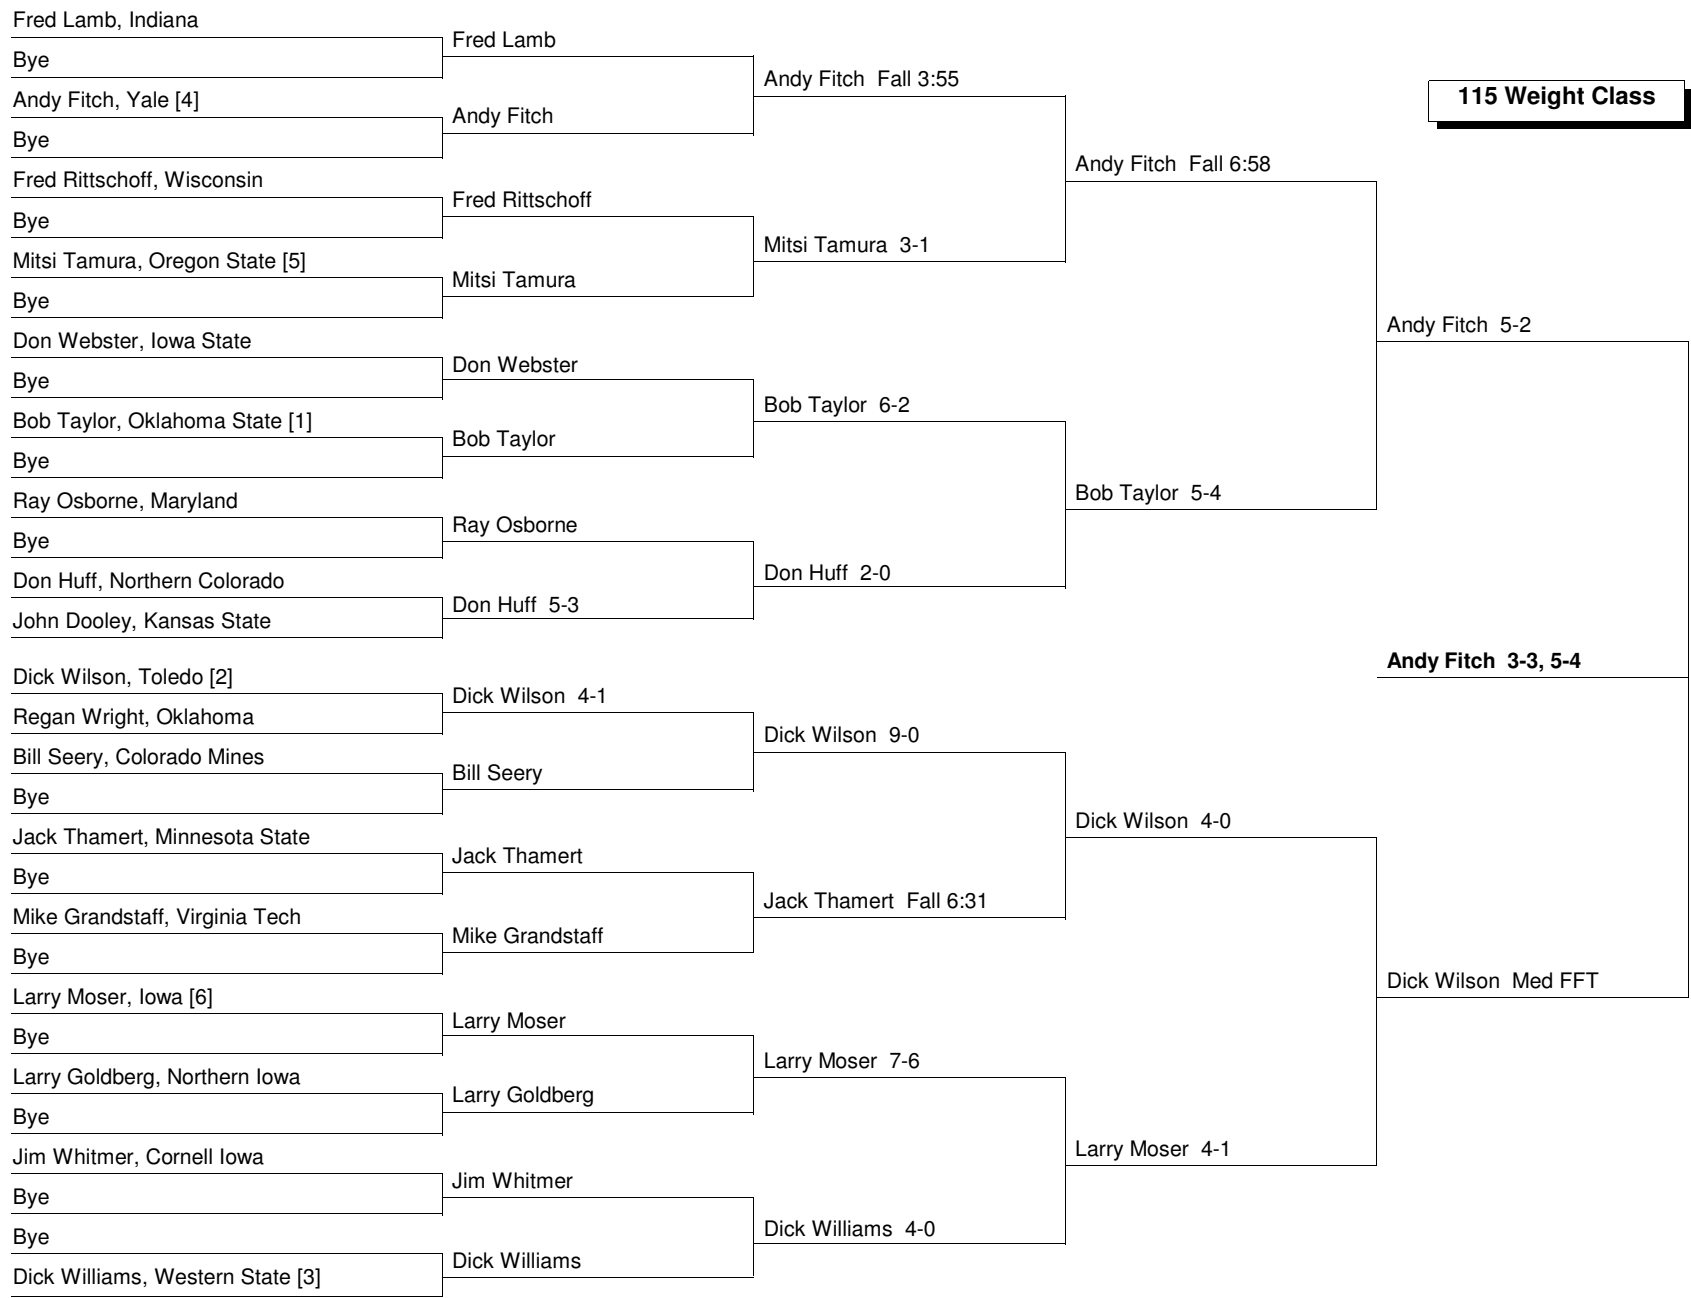 Fred Lamb, Indiana
Bye
Andy Fitch, Yale [4]
Bye
Fred Rittschoff, Wisconsin
Bye
Mitsi Tamura, Oregon State [5]
Bye
Don Webster, Iowa State
Bye
Bob Taylor, Oklahoma State [1]
Bye
Ray Osborne, Maryland
Bye
Don Huff, Northern Colorado
John Dooley, Kansas State
Dick Wilson, Toledo [2]
Regan Wright, Oklahoma
Bill Seery, Colorado Mines
Bye
Jack Thamert, Minnesota State
Bye
Mike Grandstaff, Virginia Tech
Bye
Larry Moser, Iowa [6]
Bye
Larry Goldberg, Northern Iowa
Bye
Jim Whitmer, Cornell Iowa
Bye
Bye
Dick Williams, Western State [3]
Fred Lamb
Andy Fitch
Fred Rittschoff
Mitsi Tamura
Don Webster
Bob Taylor
Ray Osborne
Don Huff 5-3
Dick Wilson 4-1
Bill Seery
Jack Thamert
Mike Grandstaff
Larry Moser
Larry Goldberg
Jim Whitmer
Dick Williams
Andy Fitch Fall 3:55
Mitsi Tamura 3-1
Bob Taylor 6-2
Don Huff 2-0
Dick Wilson 9-0
Jack Thamert Fall 6:31
Larry Moser 7-6
Dick Williams 4-0
Andy Fitch Fall 6:58
Bob Taylor 5-4
Dick Wilson 4-0
Larry Moser 4-1
Andy Fitch 5-2
Dick Wilson Med FFT
Andy Fitch 3-3, 5-4
115 Weight Class